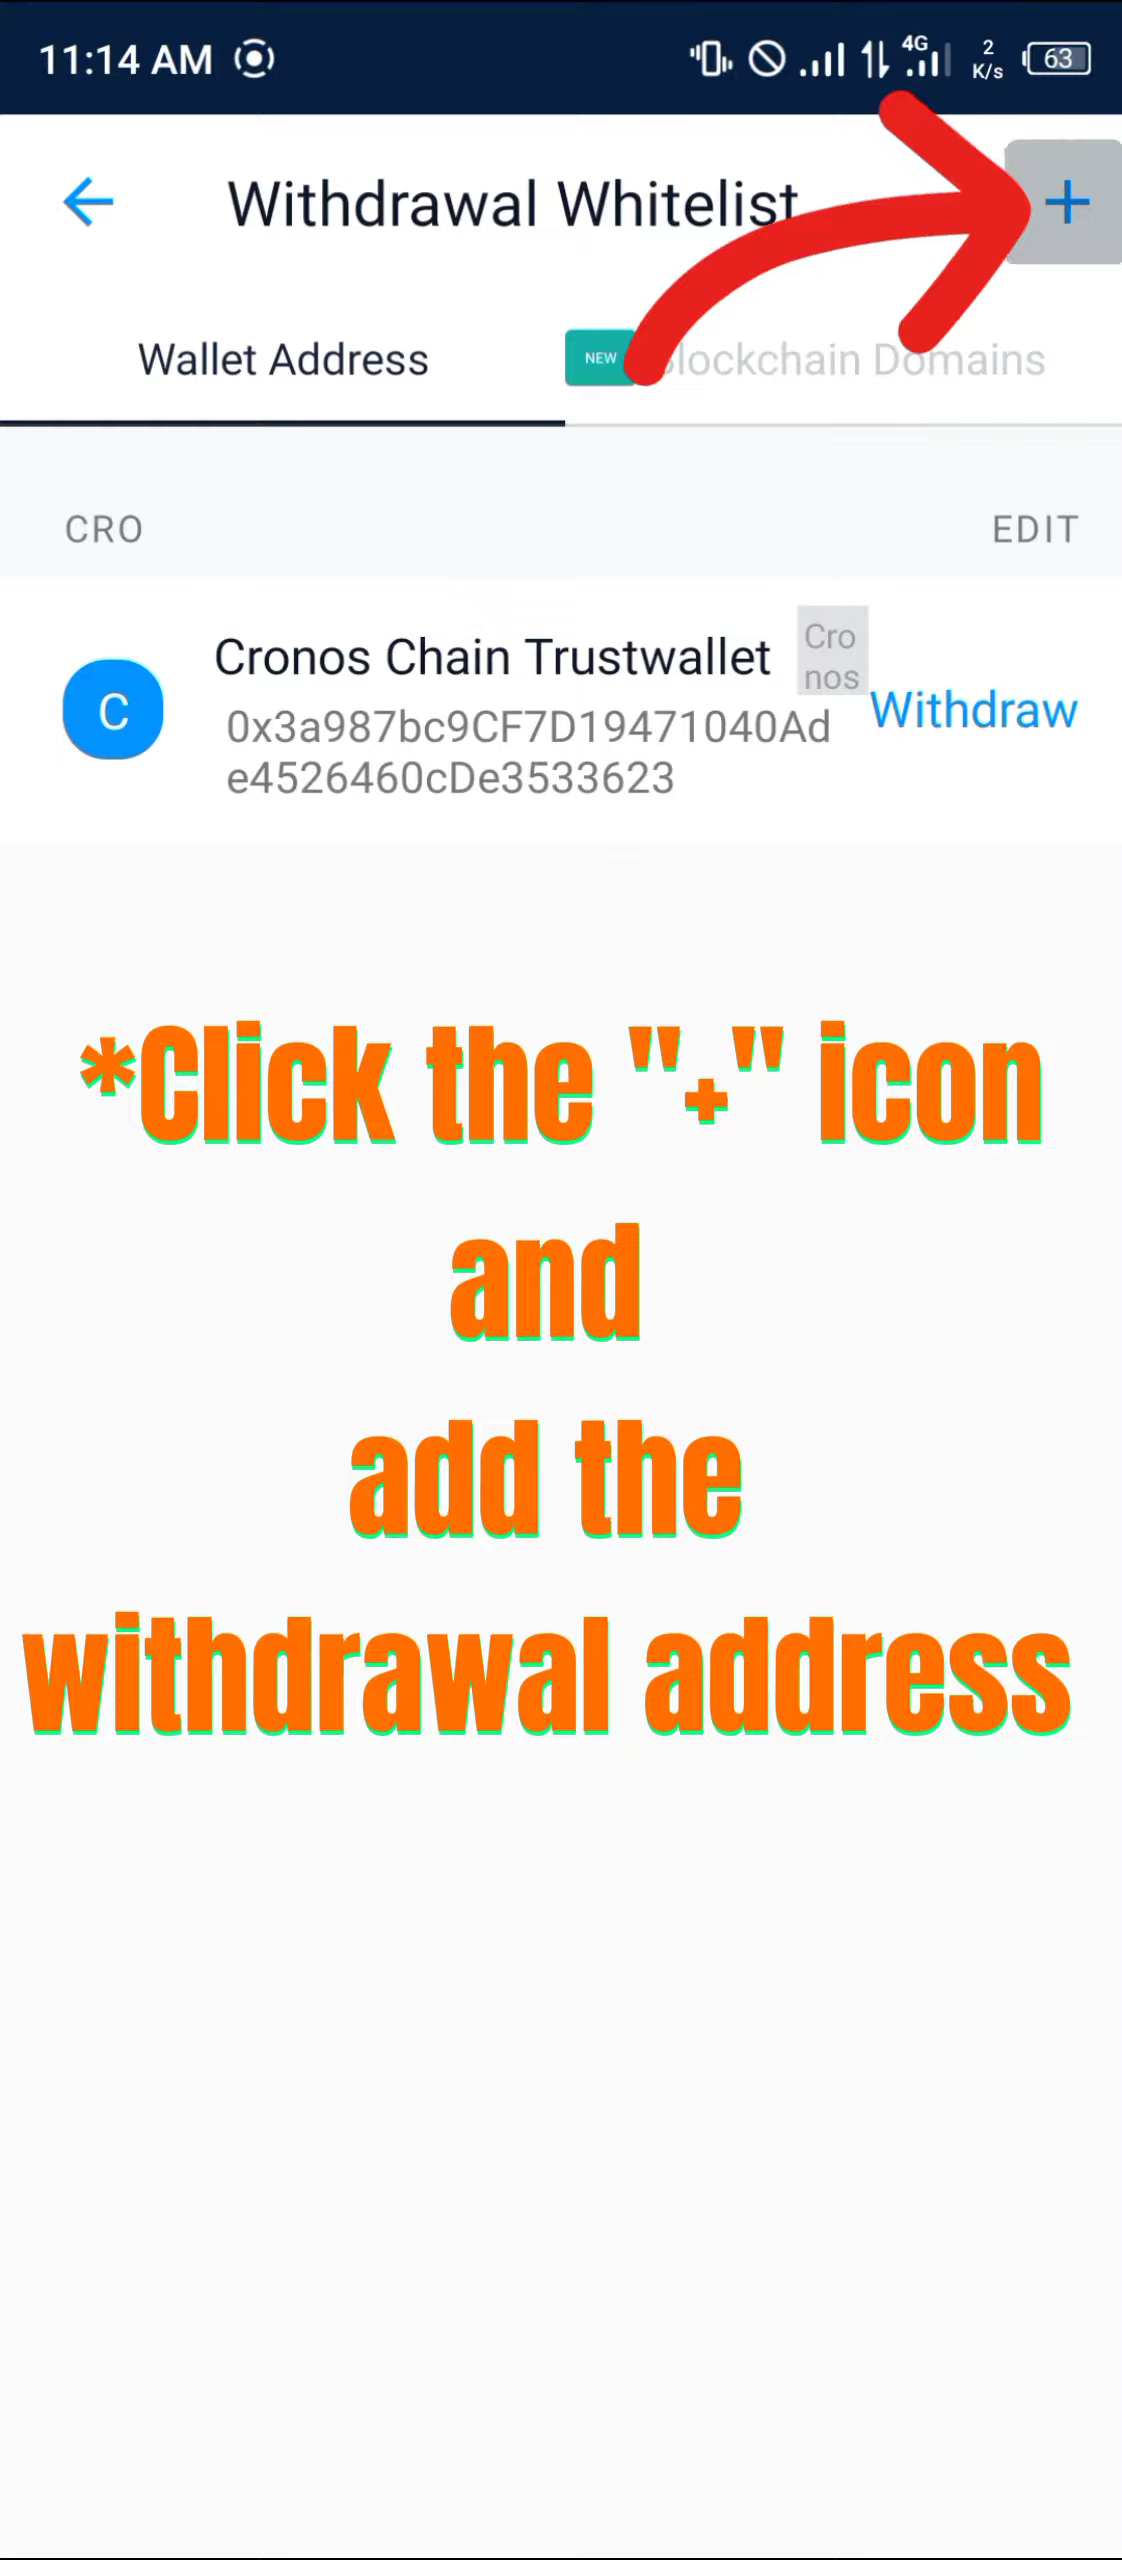 11:14 AM
4G
2
K/s
63
Withdrawal Whitelist
+
Wallet Address
NEW
Blockchain Domains
CRO
EDIT
Cronos Chain Trustwallet
Cro
nos
C
0x3a987bc9CF7D19471040Ad
e4526460cDe3533623
Withdraw
*Click the "+" icon
and
add the
withdrawal address